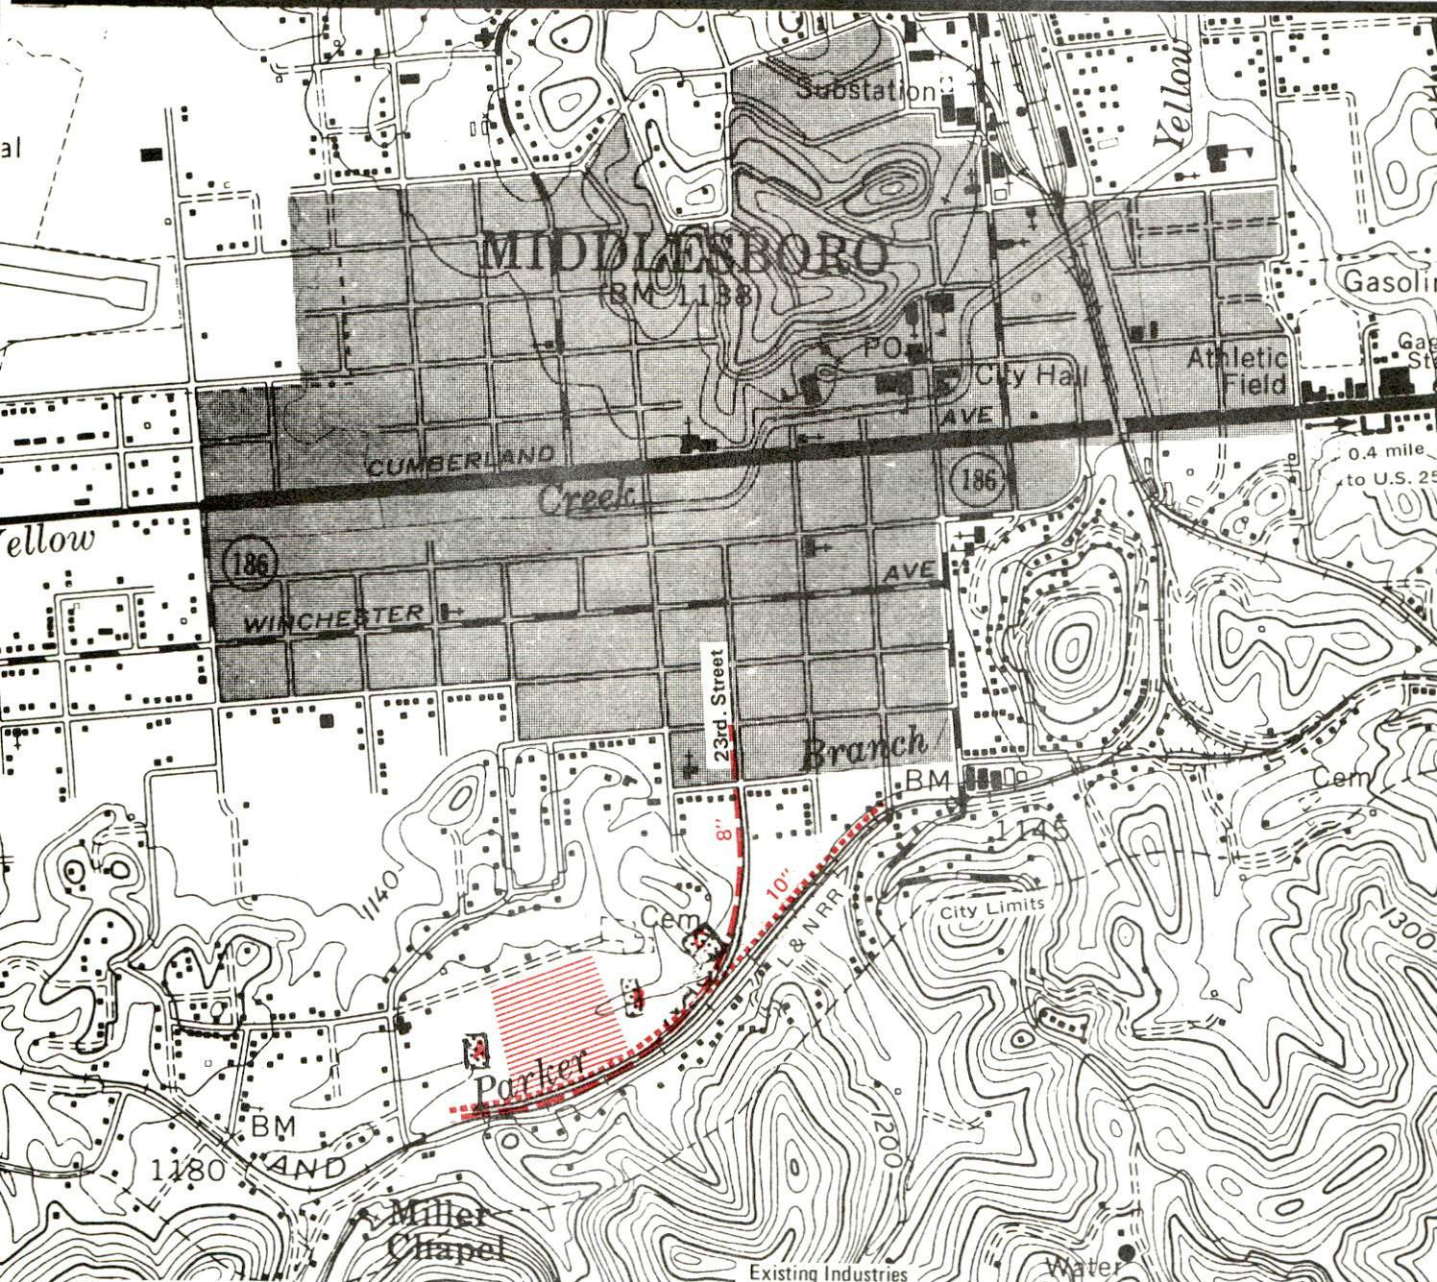 Substation
Yellow
al
MIDDLESBORO
(BM 1138)
Gasolin
PO
City Hall
Athletic
Field
Gag
Sta
AVE
CUMBERLAND
186
0.4 mile
to U.S. 25
Creek
Yellow
186
AVE
WINCHESTER
23rd. Street
Branch
BM
1145
Cem
8"
10"
1140
Cem
City Limits
L & N RR
1300
Parker
BM
1180
AND
1200
Miller
Chapel
Existing Industries
Water